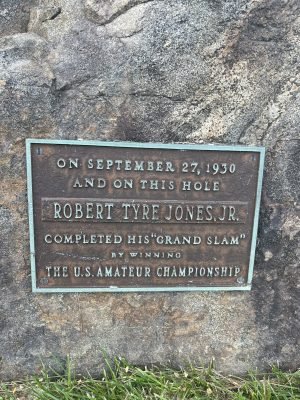 ON SEPTEMBER 27, 1930
AND ON THIS HOLE
ROBERT TYRE JONES, JR.
COMPLETED HIS "GRAND SLAM"
BY WINNING
THE U.S. AMATEUR CHAMPIONSHIP